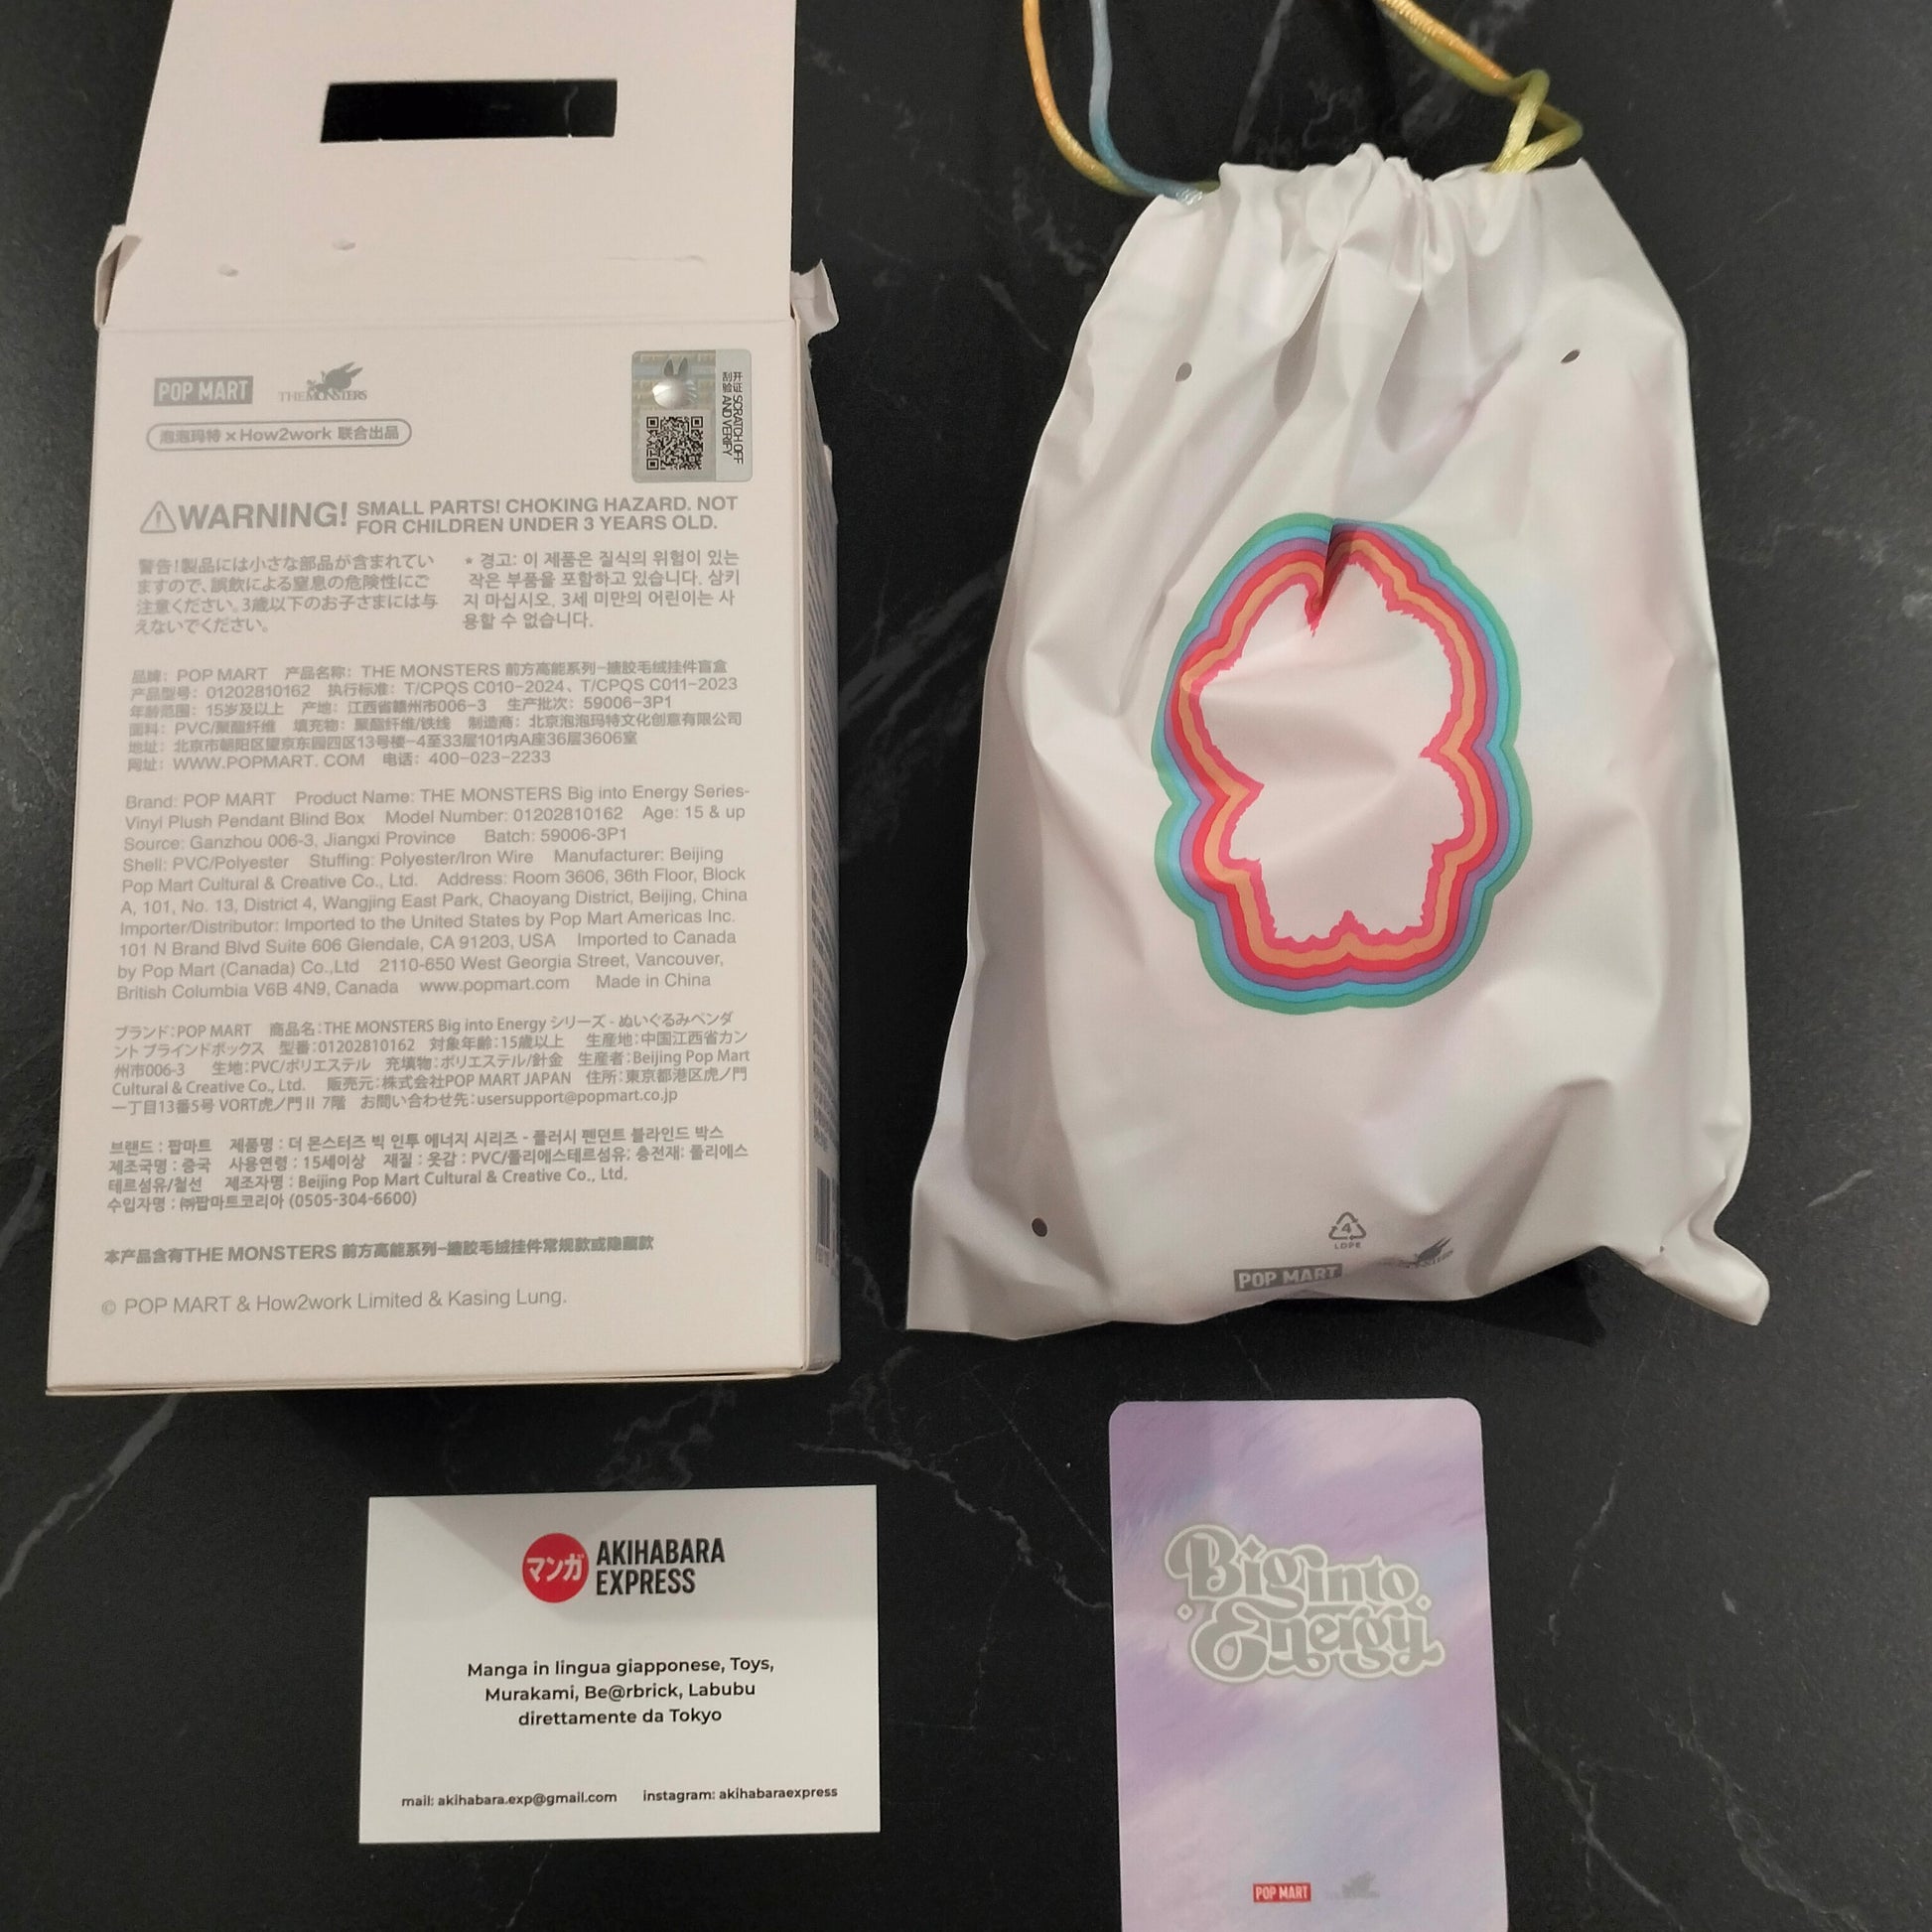 POP MART
THE MONSTERS
泡泡玛特 x How2work 联合出品
刮开验证 SCRATCH OFF AND VERIFY
WARNING! SMALL PARTS! CHOKING HAZARD. NOT
FOR CHILDREN UNDER 3 YEARS OLD.
警告!製品には小さな部品が含まれてい
ますので、誤飲による窒息の危険性にご
注意ください。3歳以下のお子さまには与
えないでください。
* 경고: 이 제품은 질식의 위험이 있는
작은 부품을 포함하고 있습니다. 삼키
지 마십시오. 3세 미만의 어린이는 사
용할 수 없습니다.
品牌：POP MART 产品名称：THE MONSTERS 前方高能系列-搪胶毛绒挂件盲盒
产品型号：01202810162 执行标准：T/CPQS C010-2024、T/CPQS C011-2023
年龄范围：15岁及以上 产地：江西省赣州市006-3 生产批次：59006-3P1
面料：PVC/聚酯纤维 填充物：聚酯纤维/铁线 制造商：北京泡泡玛特文化创意有限公司
地址：北京市朝阳区望京东园四区13号楼-4至33层101内A座36层3606室
网址：WWW.POPMART.COM 电话：400-023-2233
Brand: POP MART Product Name: THE MONSTERS Big into Energy Series-
Vinyl Plush Pendant Blind Box Model Number: 01202810162 Age: 15 & up
Source: Ganzhou 006-3, Jiangxi Province Batch: 59006-3P1
Shell: PVC/Polyester Stuffing: Polyester/Iron Wire Manufacturer: Beijing
Pop Mart Cultural & Creative Co., Ltd. Address: Room 3606, 36th Floor, Block
A, 101, No. 13, District 4, Wangjing East Park, Chaoyang District, Beijing, China
Importer/Distributor: Imported to the United States by Pop Mart Americas Inc.
101 N Brand Blvd Suite 606 Glendale, CA 91203, USA Imported to Canada
by Pop Mart (Canada) Co.,Ltd 2110-650 West Georgia Street, Vancouver,
British Columbia V6B 4N9, Canada www.popmart.com Made in China
ブランド：POP MART 商品名：THE MONSTERS Big into Energy シリーズ - ぬいぐるみペンダ
ント ブラインドボックス 型番：01202810162 対象年齢：15歳以上 生産地：中国江西省カン
州市006-3 生地：PVC/ポリエステル 充填物：ポリエステル/針金 生産者：Beijing Pop Mart
Cultural & Creative Co., Ltd. 販売元：株式会社POP MART JAPAN 住所：東京都港区虎ノ門
一丁目13番5号 VORT虎ノ門Ⅱ 7階 お問い合わせ先：usersupport@popmart.co.jp
브랜드 : 팝마트 제품명 : 더 몬스터즈 빅 인투 에너지 시리즈 - 플러시 펜던트 블라인드 박스
제조국명 : 중국 사용연령 : 15세이상 재질 : 옷감 : PVC/폴리에스테르섬유; 충전재: 폴리에스
테르섬유/철선 제조자명 : Beijing Pop Mart Cultural & Creative Co., Ltd.
수입자명 : ㈜팝마트코리아 (0505-304-6600)
本产品含有THE MONSTERS 前方高能系列-搪胶毛绒挂件常规款或隐藏款
© POP MART & How2work Limited & Kasing Lung.
4
LDPE
POP MART
マンガ
AKIHABARA
EXPRESS
Manga in lingua giapponese, Toys,
Murakami, Be@rbrick, Labubu
direttamente da Tokyo
mail: akihabara.exp@gmail.com instagram: akihabaraexpress
Big into
Energy
POP MART